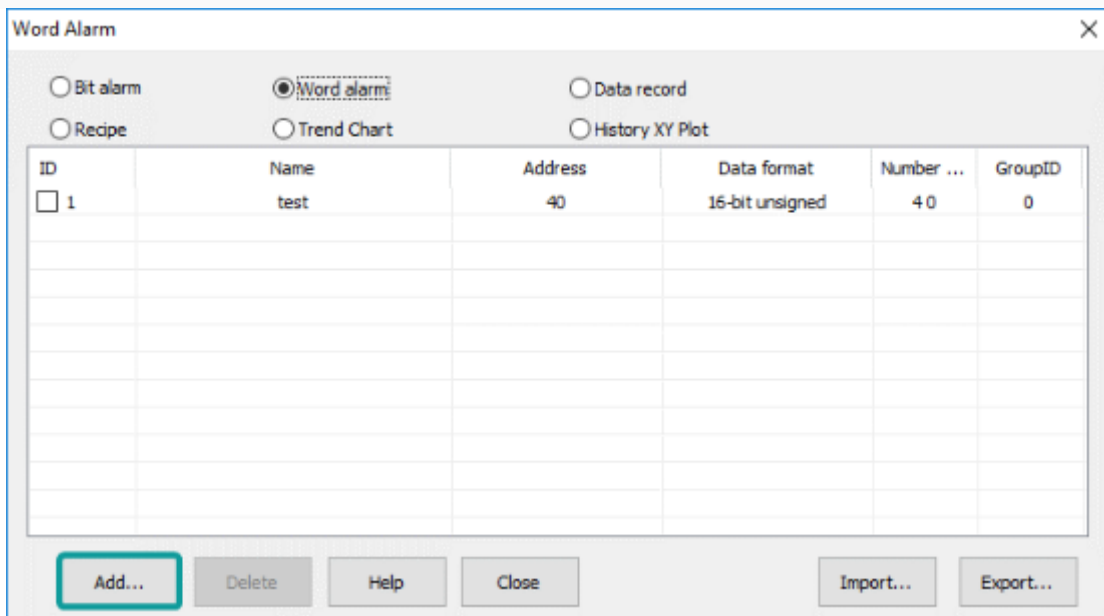 Word Alarm
Bit alarm Word alarm Data record
Recipe Trend Chart History XY Plot
ID Name Address Data format Number ... GroupID
1 test 40 16-bit unsigned 4 0 0
Add... Delete Help Close Import... Export...